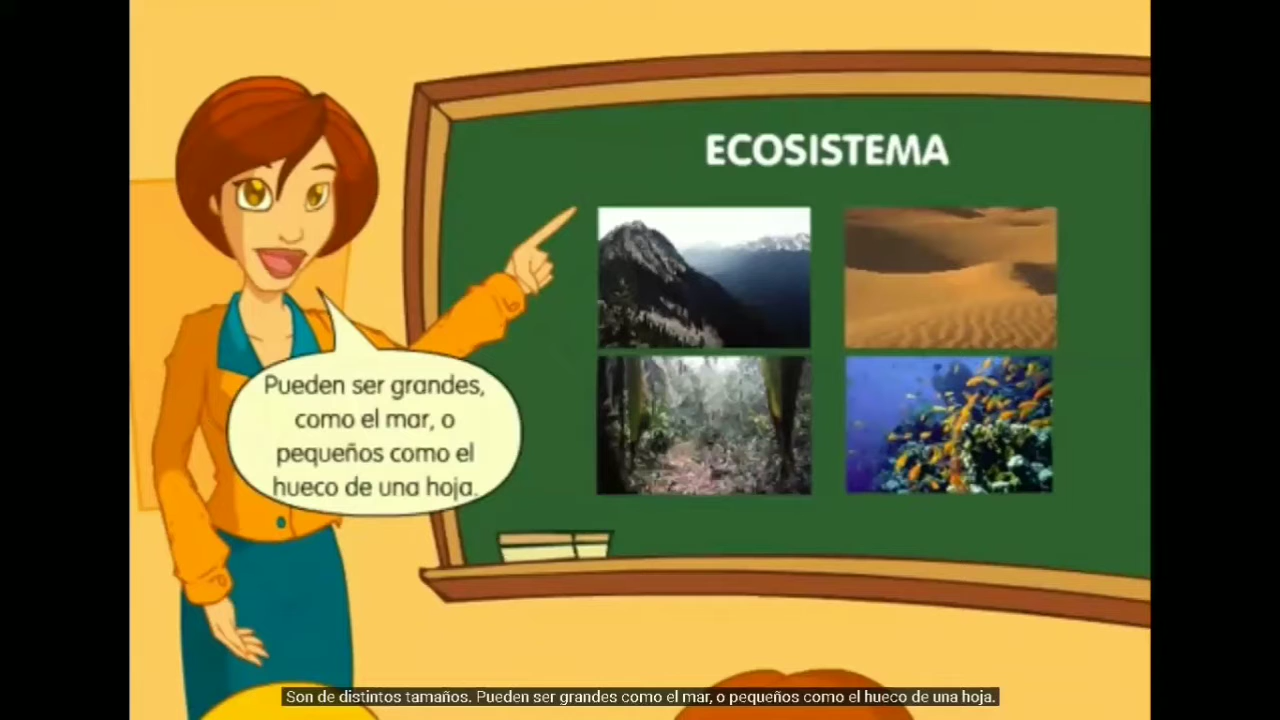 ECOSISTEMA
Pueden ser grandes,
como el mar, o
pequeños como el
hueco de una hoja.
Son de distintos tamaños. Pueden ser grandes como el mar, o pequeños como el hueco de una hoja.